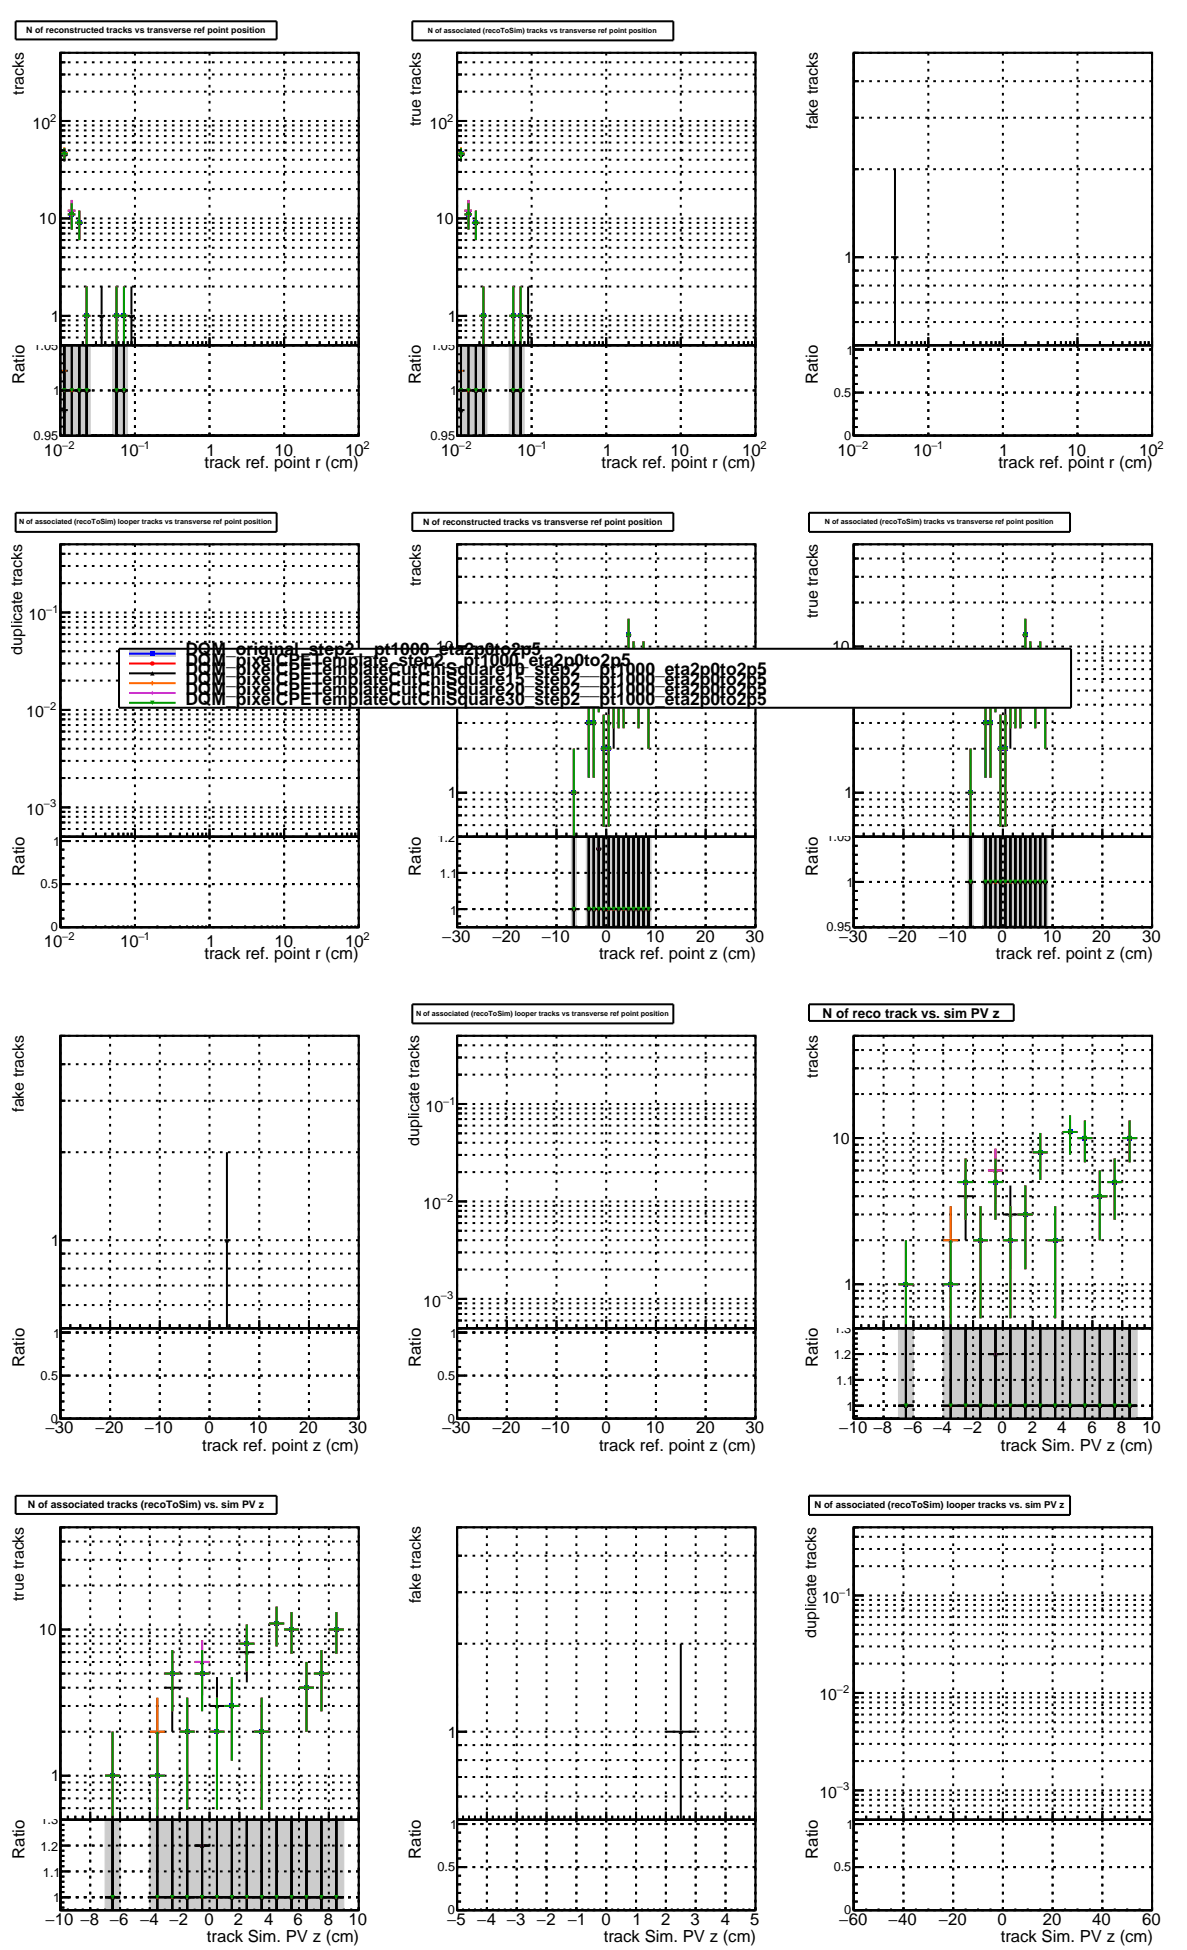 N of reconstructed tracks vs transverse ref point position
tracks
10²
10
1
Ratio
1.05
1
0.95
10⁻² 10⁻¹ 1 10 10²
track ref. point r (cm)
N of associated (recoToSim) tracks vs transverse ref point position
true tracks
10²
10
1
Ratio
1.05
1
0.95
10⁻² 10⁻¹ 1 10 10²
track ref. point r (cm)
fake tracks
1
Ratio
1
0.5
0
10⁻² 10⁻¹ 1 10 10²
track ref. point r (cm)
N of associated (recoToSim) looper tracks vs transverse ref point position
duplicate tracks
10⁻¹
10⁻²
10⁻³
Ratio
1
0.5
0
10⁻² 10⁻¹ 1 10 10²
track ref. point r (cm)
N of reconstructed tracks vs transverse ref point position
tracks
10
1
Ratio
1.2
1.1
1
−30 −20 −10 0 10 20 30
track ref. point z (cm)
N of associated (recoToSim) tracks vs transverse ref point position
true tracks
10
1
Ratio
1.05
1
0.95
−30 −20 −10 0 10 20 30
track ref. point z (cm)
DQM_original_step2__pt1000_eta2p0to2p5
DQM_pixelCPETemplate_step2__pt1000_eta2p0to2p5
DQM_pixelCPETemplateCutChiSquare10_step2__pt1000_eta2p0to2p5
DQM_pixelCPETemplateCutChiSquare15_step2__pt1000_eta2p0to2p5
DQM_pixelCPETemplateCutChiSquare20_step2__pt1000_eta2p0to2p5
DQM_pixelCPETemplateCutChiSquare30_step2__pt1000_eta2p0to2p5
fake tracks
1
Ratio
1
0.5
0
−30 −20 −10 0 10 20 30
track ref. point z (cm)
N of associated (recoToSim) looper tracks vs transverse ref point position
duplicate tracks
10⁻¹
10⁻²
10⁻³
Ratio
1
0.5
0
−30 −20 −10 0 10 20 30
track ref. point z (cm)
N of reco track vs. sim PV z
tracks
10
1
Ratio
1.3
1.2
1.1
1
−10 −8 −6 −4 −2 0 2 4 6 8 10
track Sim. PV z (cm)
N of associated tracks (recoToSim) vs. sim PV z
true tracks
10
1
Ratio
1.3
1.2
1.1
1
−10 −8 −6 −4 −2 0 2 4 6 8 10
track Sim. PV z (cm)
fake tracks
1
Ratio
1
0.5
0
−5 −4 −3 −2 −1 0 1 2 3 4 5
track Sim. PV z (cm)
N of associated (recoToSim) looper tracks vs. sim PV z
duplicate tracks
10⁻¹
10⁻²
10⁻³
Ratio
1
0.5
0
−60 −40 −20 0 20 40 60
track Sim. PV z (cm)